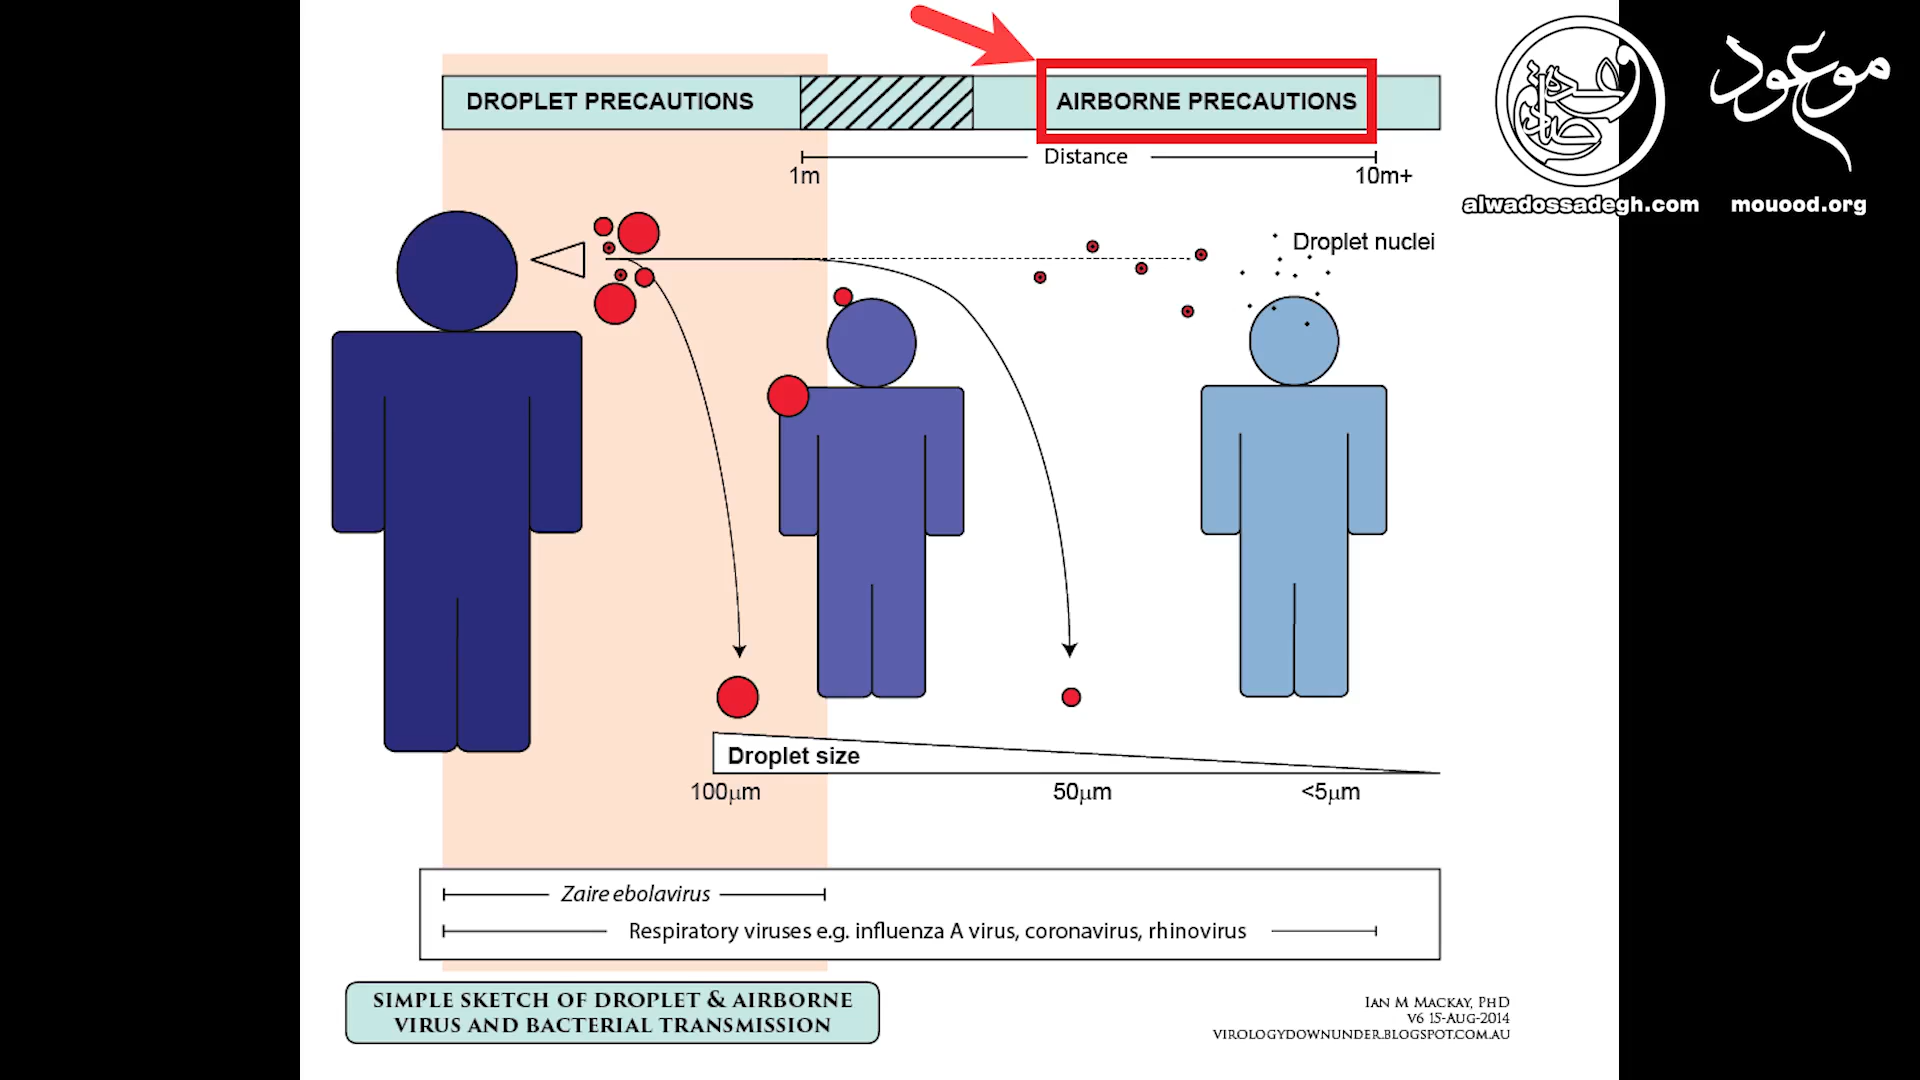 DROPLET PRECAUTIONS
AIRBORNE PRECAUTIONS
Distance
1m
10m+
Droplet nuclei
Droplet size
100µm
50µm
<5µm
Zaire ebolavirus
Respiratory viruses e.g. influenza A virus, coronavirus, rhinovirus
SIMPLE SKETCH OF DROPLET & AIRBORNE
VIRUS AND BACTERIAL TRANSMISSION
IAN M MACKAY, PHD
V6 15-AUG-2014
VIROLOGYDOWNUNDER.BLOGSPOT.COM.AU
وعده صادق
موعود
alwadossadegh.com
mouood.org